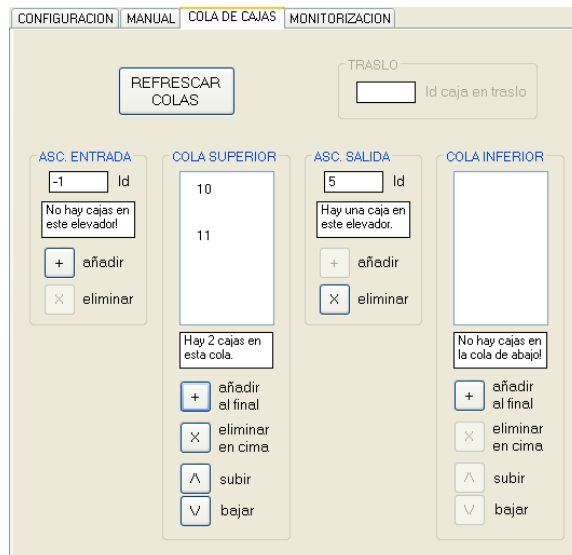 CONFIGURACION MANUAL COLA DE CAJAS MONITORIZACION
REFRESCAR
COLAS
TRASLO
Id caja en traslo
ASC. ENTRADA
-1 Id
No hay cajas en
este elevador!
+ añadir
X eliminar
COLA SUPERIOR
10
11
Hay 2 cajas en
esta cola.
+ añadir
al final
X eliminar
en cima
/\ subir
\/ bajar
ASC. SALIDA
5 Id
Hay una caja en
este elevador.
+ añadir
X eliminar
COLA INFERIOR
No hay cajas en
la cola de abajo!
+ añadir
al final
X eliminar
en cima
/\ subir
\/ bajar